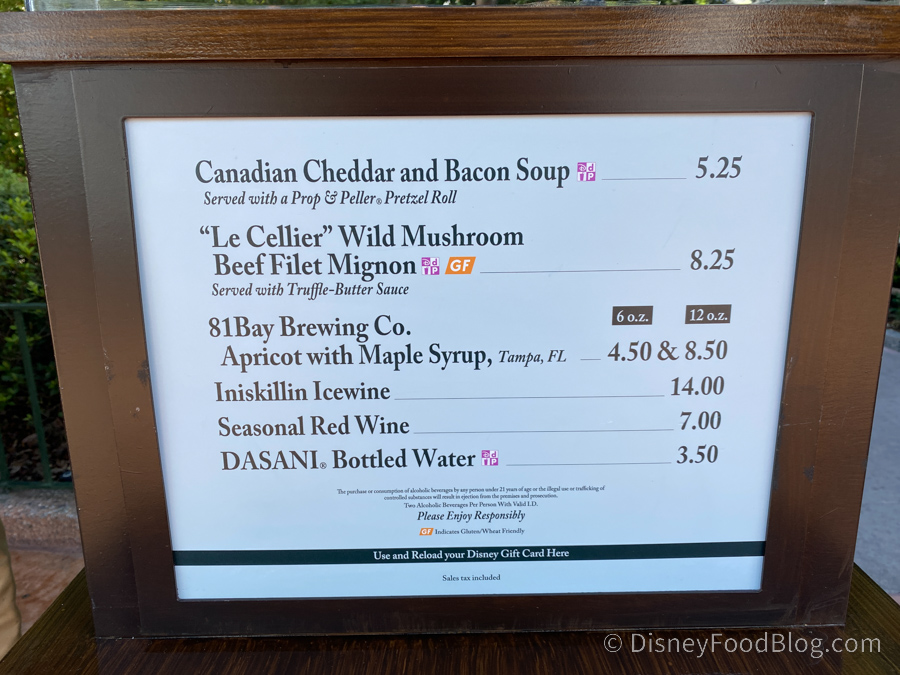 Canadian Cheddar and Bacon Soup 5.25
Served with a Prop & Peller® Pretzel Roll
“Le Cellier” Wild Mushroom
Beef Filet Mignon GF 8.25
Served with Truffle-Butter Sauce
6 o.z. 12 o.z.
81Bay Brewing Co.
Apricot with Maple Syrup, Tampa, FL 4.50 & 8.50
Iniskillin Icewine 14.00
Seasonal Red Wine 7.00
DASANI® Bottled Water 3.50
The purchase or consumption of alcoholic beverages by any person under 21 years of age or the illegal use or trafficking of
controlled substances will result in ejection from the premises and prosecution.
Two Alcoholic Beverages Per Person With Valid I.D.
Please Enjoy Responsibly
GF Indicates Gluten/Wheat Friendly
Use and Reload your Disney Gift Card Here
Sales tax included
© DisneyFoodBlog.com